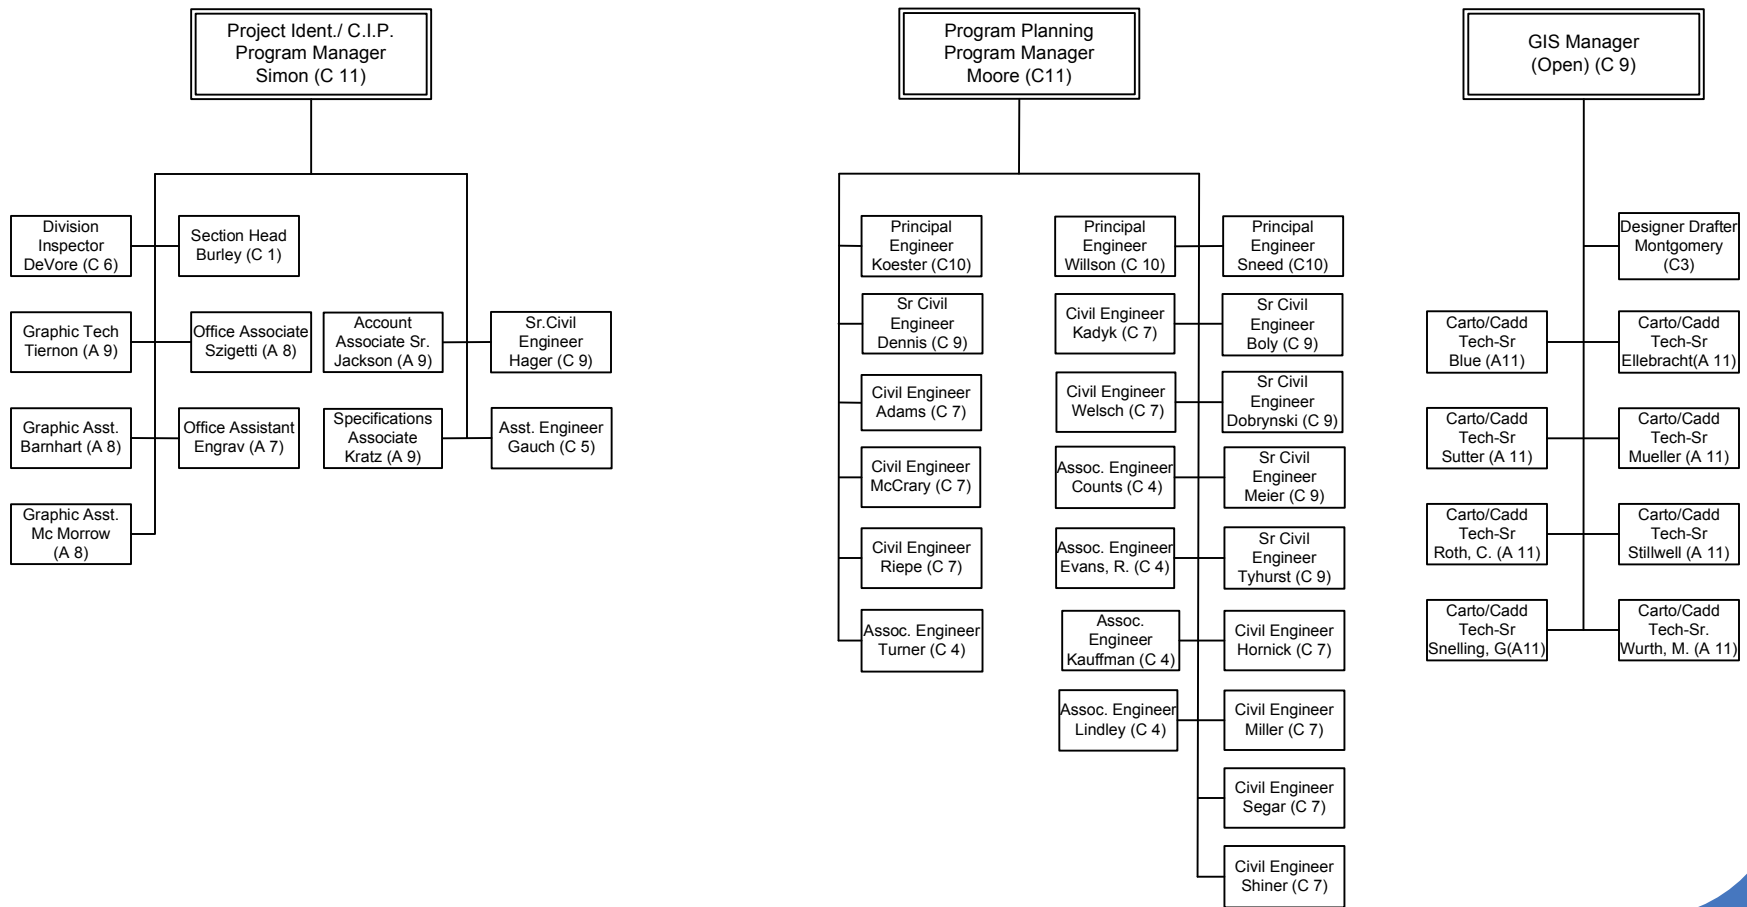 Project Ident./ C.I.P.
Program Manager
Simon (C 11)
Division
Inspector
DeVore (C 6)
Section Head
Burley (C 1)
Graphic Tech
Tiernon (A 9)
Office Associate
Szigetti (A 8)
Account
Associate Sr.
Jackson (A 9)
Sr.Civil
Engineer
Hager (C 9)
Graphic Asst.
Barnhart (A 8)
Office Assistant
Engrav (A 7)
Specifications
Associate
Kratz (A 9)
Asst. Engineer
Gauch (C 5)
Graphic Asst.
Mc Morrow
(A 8)
Program Planning
Program Manager
Moore (C11)
Principal
Engineer
Koester (C10)
Principal
Engineer
Willson (C 10)
Principal
Engineer
Sneed (C10)
Sr Civil
Engineer
Dennis (C 9)
Civil Engineer
Kadyk (C 7)
Sr Civil
Engineer
Boly (C 9)
Civil Engineer
Adams (C 7)
Civil Engineer
Welsch (C 7)
Sr Civil
Engineer
Dobrynski (C 9)
Civil Engineer
McCrary (C 7)
Assoc. Engineer
Counts (C 4)
Sr Civil
Engineer
Meier (C 9)
Civil Engineer
Riepe (C 7)
Assoc. Engineer
Evans, R. (C 4)
Sr Civil
Engineer
Tyhurst (C 9)
Assoc. Engineer
Turner (C 4)
Assoc.
Engineer
Kauffman (C 4)
Civil Engineer
Hornick (C 7)
Assoc. Engineer
Lindley (C 4)
Civil Engineer
Miller (C 7)
Civil Engineer
Segar (C 7)
Civil Engineer
Shiner (C 7)
GIS Manager
(Open) (C 9)
Designer Drafter
Montgomery
(C3)
Carto/Cadd
Tech-Sr
Blue (A11)
Carto/Cadd
Tech-Sr
Ellebracht(A 11)
Carto/Cadd
Tech-Sr
Sutter (A 11)
Carto/Cadd
Tech-Sr
Mueller (A 11)
Carto/Cadd
Tech-Sr
Roth, C. (A 11)
Carto/Cadd
Tech-Sr
Stillwell (A 11)
Carto/Cadd
Tech-Sr
Snelling, G(A11)
Carto/Cadd
Tech-Sr.
Wurth, M. (A 11)